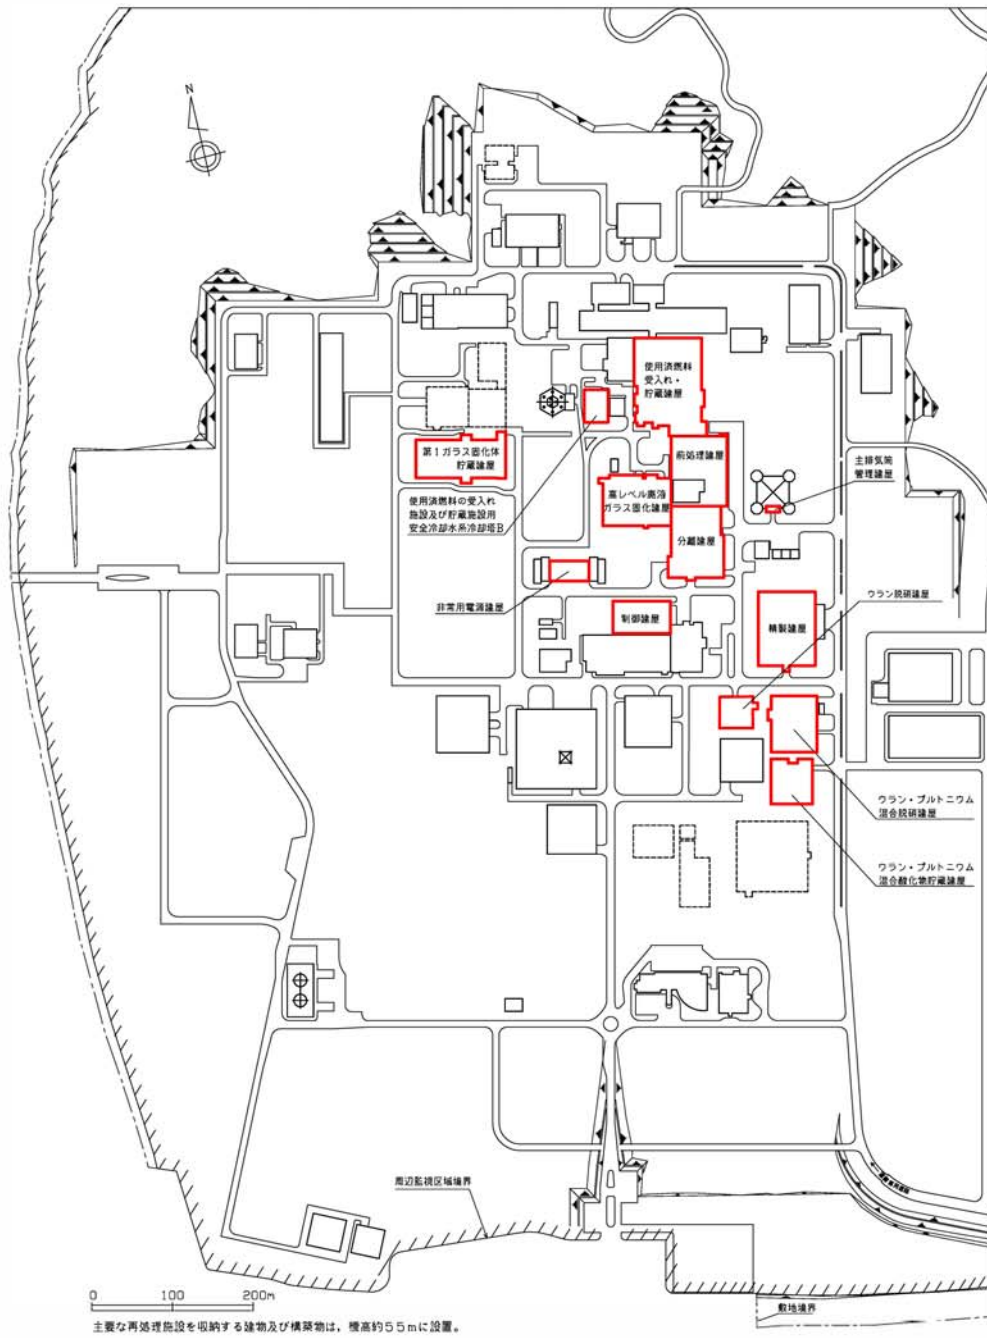 N
使用済燃料
受入れ・
貯蔵建屋
第1ガラス固化体
貯蔵建屋
前処理建屋
主排気筒
管理建屋
使用済燃料の受入れ
施設及び貯蔵施設用
安全冷却水系冷却塔B
高レベル廃液
ガラス固化建屋
分離建屋
非常用電源建屋
ウラン脱硝建屋
制御建屋
精製建屋
ウラン・プルトニウム
混合脱硝建屋
ウラン・プルトニウム
混合酸化物貯蔵建屋
周辺監視区域境界
0 100 200m
敷地境界
主要な再処理施設を収納する建物及び構築物は，標高約55mに設置。